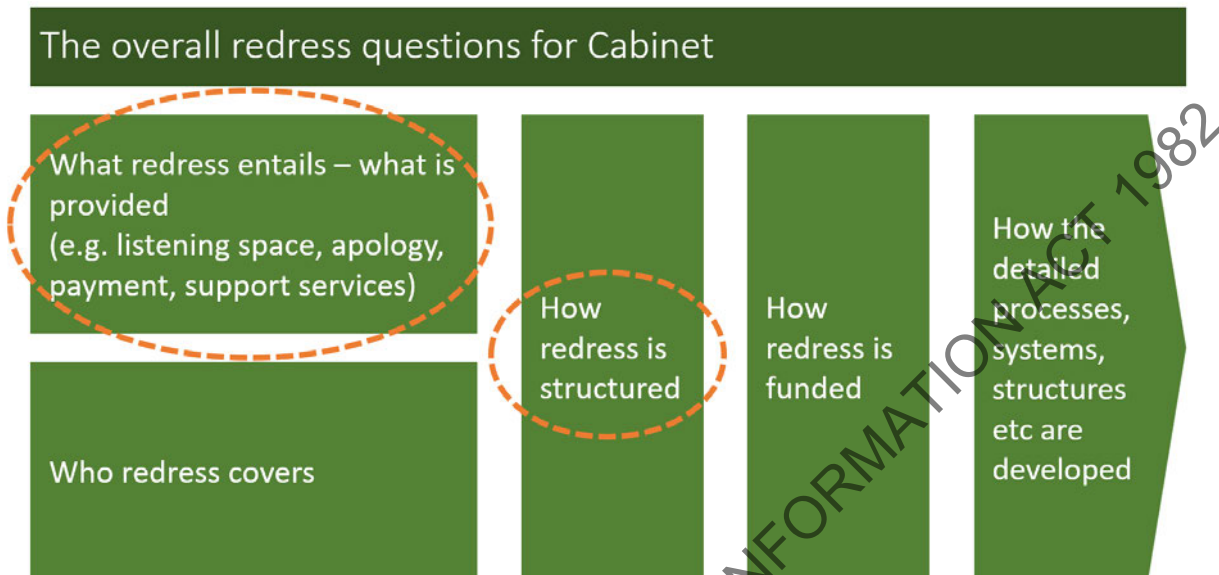 The overall redress questions for Cabinet
What redress entails – what is
provided
(e.g. listening space, apology,
payment, support services)
Who redress covers
How
redress is
structured
How
redress is
funded
How the
detailed
processes,
systems,
structures
etc are
developed
INFORMATION ACT 1982